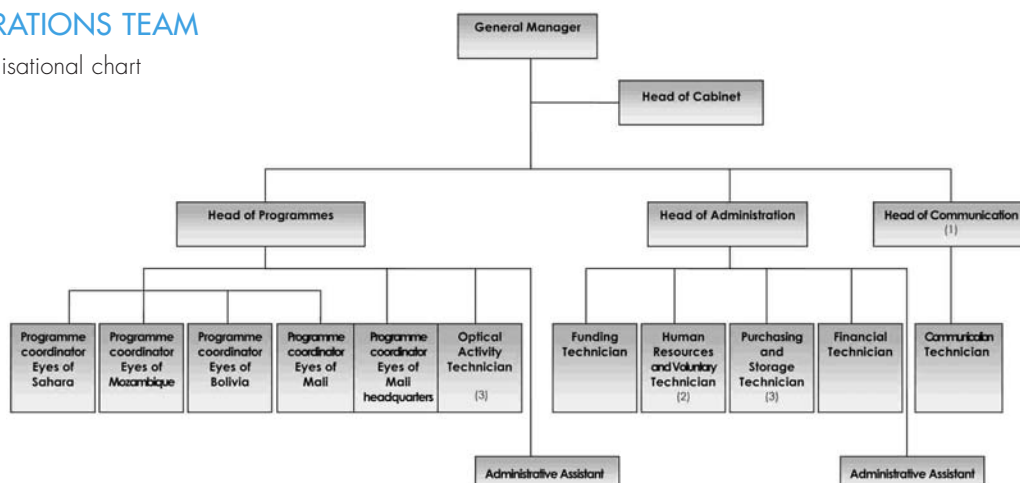 RATIONS TEAM
isational chart
General Manager
Head of Cabinet
Head of Programmes
Head of Administration
Head of Communication
(1)
Programme
coordinator
Eyes of
Sahara
Programme
coordinator
Eyes of
Mozambique
Programme
coordinator
Eyes of
Bolivia
Programme
coordinator
Eyes of
Mali
Programme
coordinator
Eyes of
Mali
headquarters
Optical
Activity
Technician
(3)
Funding
Technician
Human
Resources
and Voluntary
Technician
(2)
Purchasing
and
Storage
Technician
(3)
Financial
Technician
Communication
Technician
Administrative Assistant
Administrative Assistant